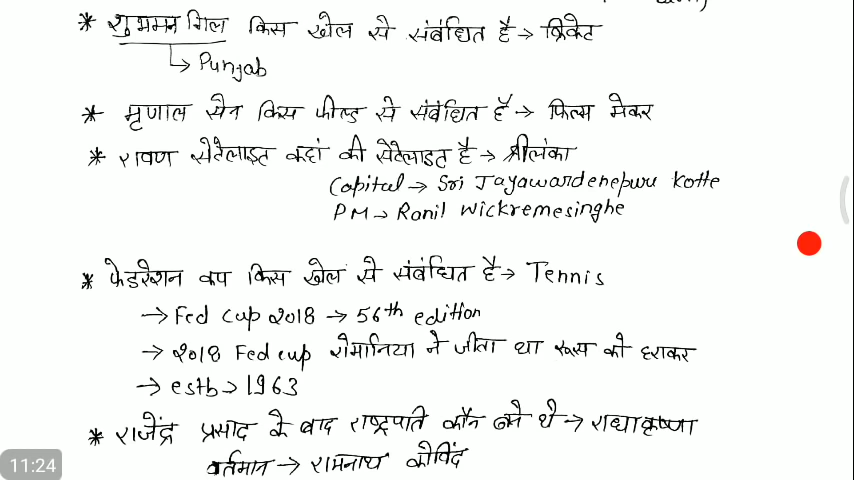 * शुभमन गिल किस खेल से संबंधित है → क्रिकेट
↳ Punjab
* मृणाल सेन किस फील्ड से संबंधित है → फिल्म मेकर
* रावण सेटेलाइट कहां की सेटेलाइट है → श्रीलंका
Capital → Sri Jayawardenepuru Kotte
PM → Ranil Wickremesinghe
* फेडरेशन कप किस खेल से संबंधित है → Tennis
→ Fed Cup 2018 → 56th edition
→ 2018 Fed cup रोमानिया ने जीता था रूस को हराकर
→ estb → 1963
* राजेंद्र प्रसाद के बाद राष्ट्रपति कौन बने थे → राधाकृष्णा
11:24 वर्तमान → रामनाथ कोविंद